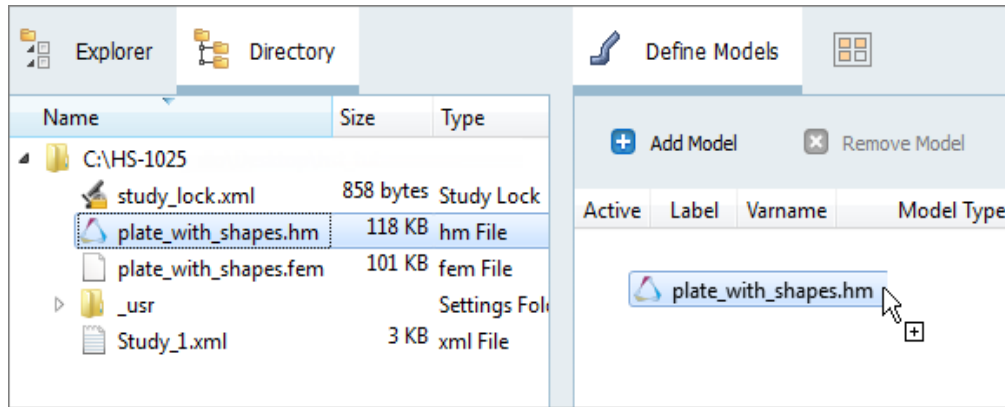 Explorer Directory Define Models
Name Size Type
Add Model Remove Model
C:\HS-1025
study_lock.xml 858 bytes Study Lock
Active Label Varname Model Type
plate_with_shapes.hm 118 KB hm File
plate_with_shapes.fem 101 KB fem File
plate_with_shapes.hm
_usr Settings Fol
Study_1.xml 3 KB xml File